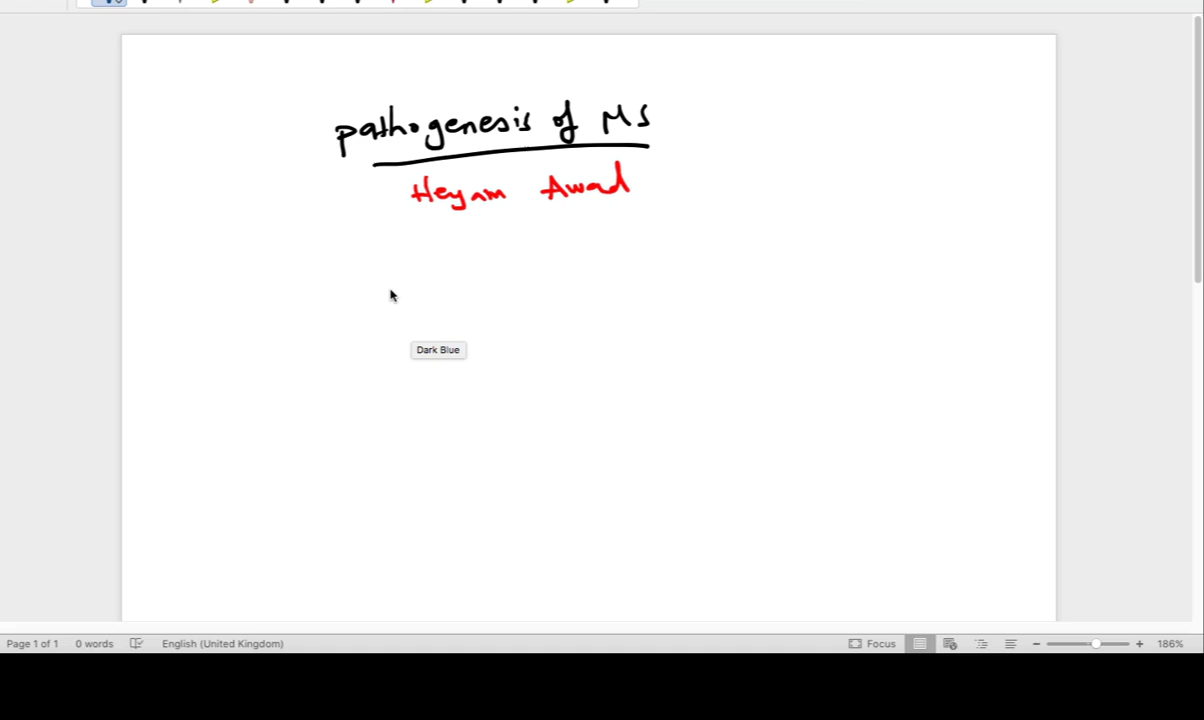 pathogenesis of MS
Heyam Awad
Dark Blue
Page 1 of 1 0 words English (United Kingdom) Focus 186%